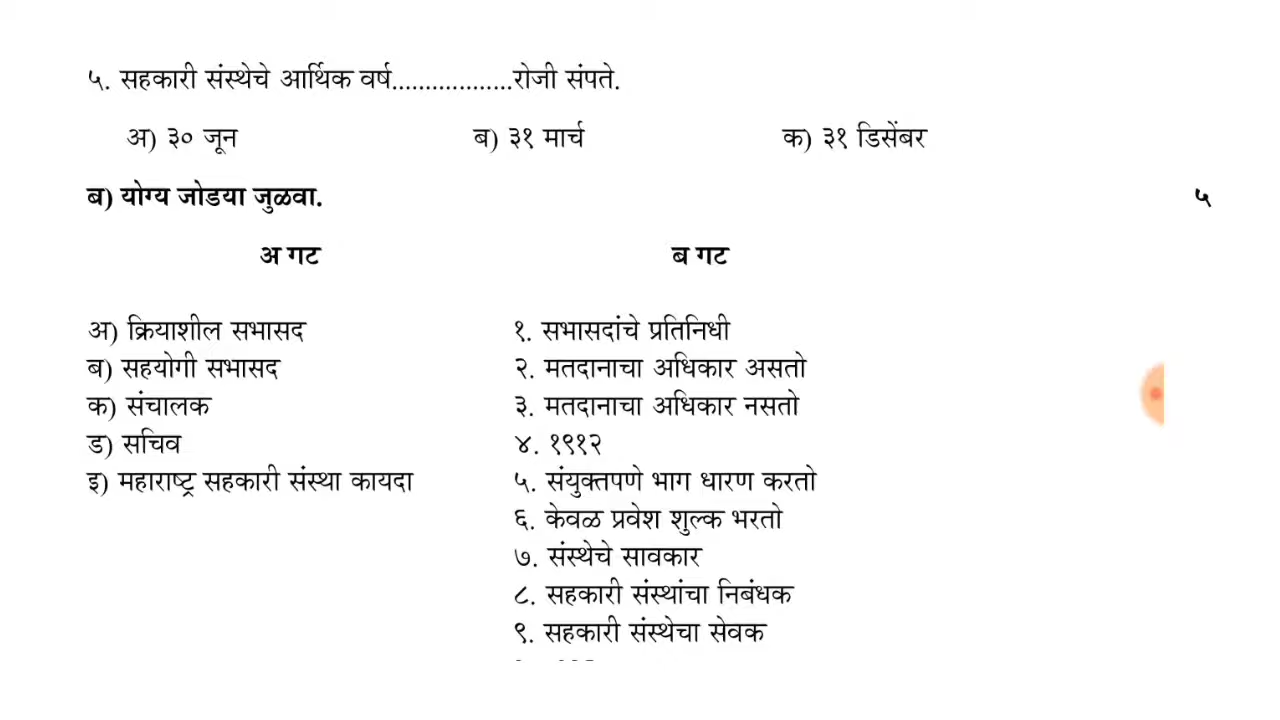 ५. सहकारी संस्थेचे आर्थिक वर्ष..................रोजी संपते.
अ) ३० जून ब) ३१ मार्च क) ३१ डिसेंबर
ब) योग्य जोडया जुळवा. ५
अ गट ब गट
अ) क्रियाशील सभासद १. सभासदांचे प्रतिनिधी
ब) सहयोगी सभासद २. मतदानाचा अधिकार असतो
क) संचालक ३. मतदानाचा अधिकार नसतो
ड) सचिव ४. १९१२
इ) महाराष्ट्र सहकारी संस्था कायदा ५. संयुक्तपणे भाग धारण करतो
६. केवळ प्रवेश शुल्क भरतो
७. संस्थेचे सावकार
८. सहकारी संस्थांचा निबंधक
९. सहकारी संस्थेचा सेवक